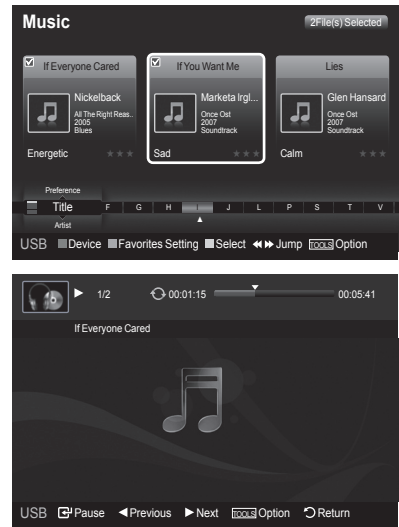 Music
2File(s) Selected
If Everyone Cared
If You Want Me
Lies
Nickelback
All The Right Reas..
2005
Blues
Marketa Irgl...
Once Ost
2007
Soundtrack
Glen Hansard
Once Ost
2007
Soundtrack
Energetic
Sad
Calm
Preference
Title F G H I J L P S T V
Artist
USB Device Favorites Setting Select Jump TOOLS Option
1/2 00:01:15 00:05:41
If Everyone Cared
USB Pause Previous Next TOOLS Option Return